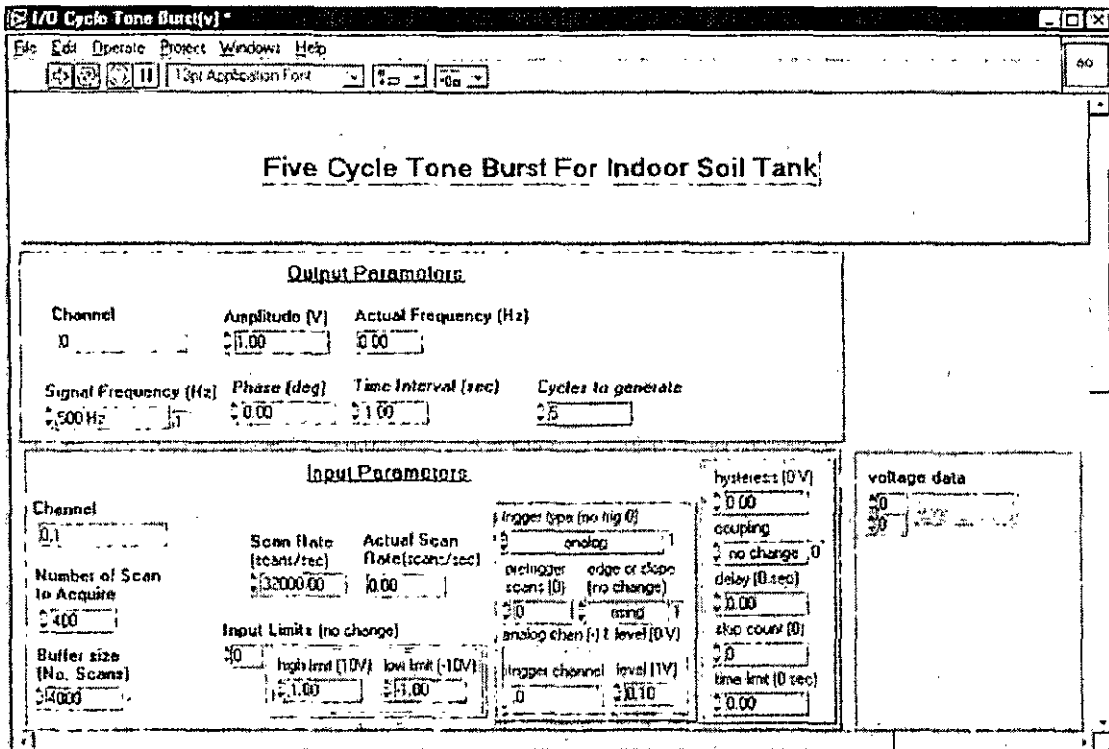 I/O Cycle Tone Burst(v) *
File Edit Operate Project Windows Help
13pt Application Font
Five Cycle Tone Burst For Indoor Soil Tank
Output Parameters
Channel
0
Amplitude (V)
1.00
Actual Frequency (Hz)
0.00
Signal Frequency (Hz)
500 Hz 1
Phase (deg)
0.00
Time Interval (sec)
1.00
Cycles to generate
5
Input Parameters
Channel
0,1
Number of Scan
to Acquire
400
Buffer size
(No. Scans)
4000
Scan Rate
(scans/sec)
32000.00
Actual Scan
Rate(scans/sec)
0.00
Input Limits (no change)
0
high limit (10V)
1.00
low limit (-10V)
-1.00
trigger type (no trig 0)
analog 1
pretrigger
scans (0)
0
edge or slope
(no change)
rising 1
analog chan (-) & level (0 V)
trigger channel
0
level (1V)
0.10
hysteresis (0 V)
0.00
coupling
no change 0
delay (0 sec)
0.00
skip count (0)
0
time limit (0 sec)
0.00
voltage data
0
0